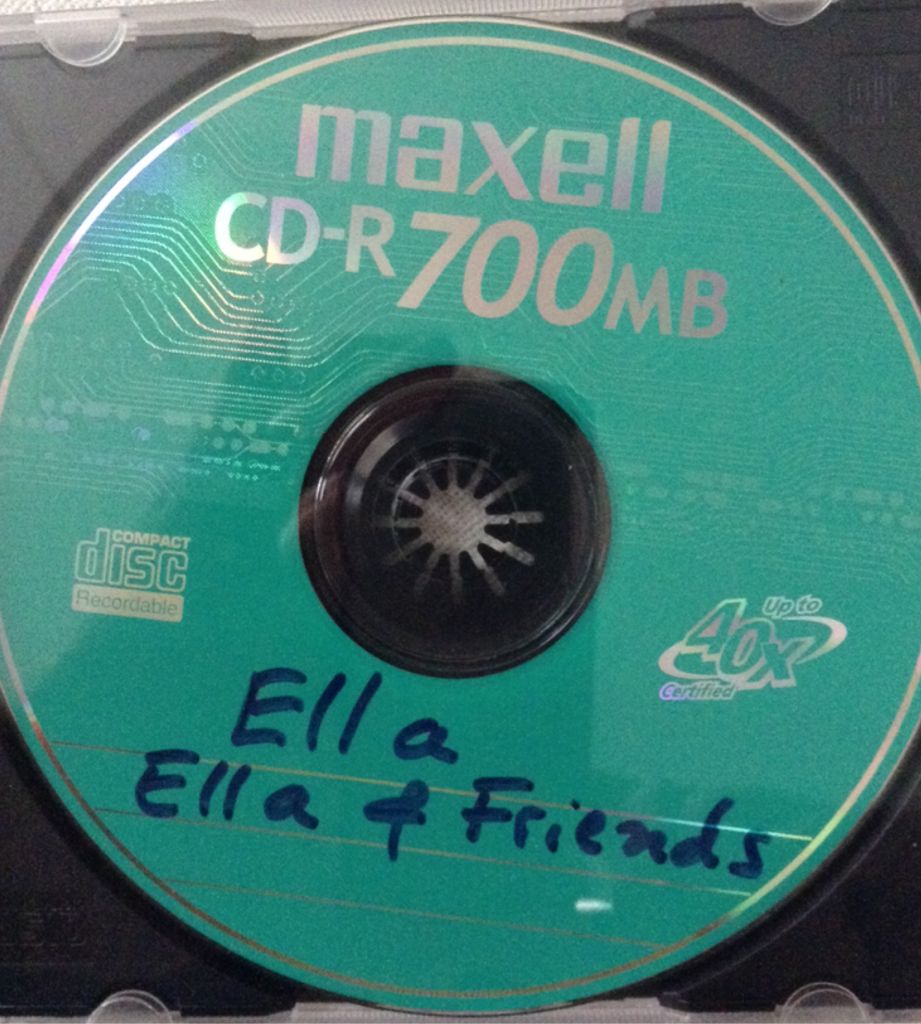 maxell
CD-R 700MB
COMPACT
disc
Recordable
Up to
40x
Certified
Ella
Ella & Friends